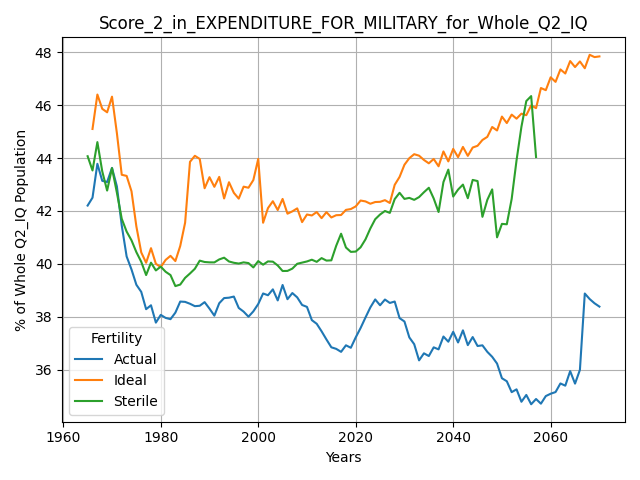 Score_2_in_EXPENDITURE_FOR_MILITARY_for_Whole_Q2_IQ
% of Whole Q2_IQ Population
48
46
44
42
40
38
36
Fertility
Actual
Ideal
Sterile
1960 1980 2000 2020 2040 2060
Years